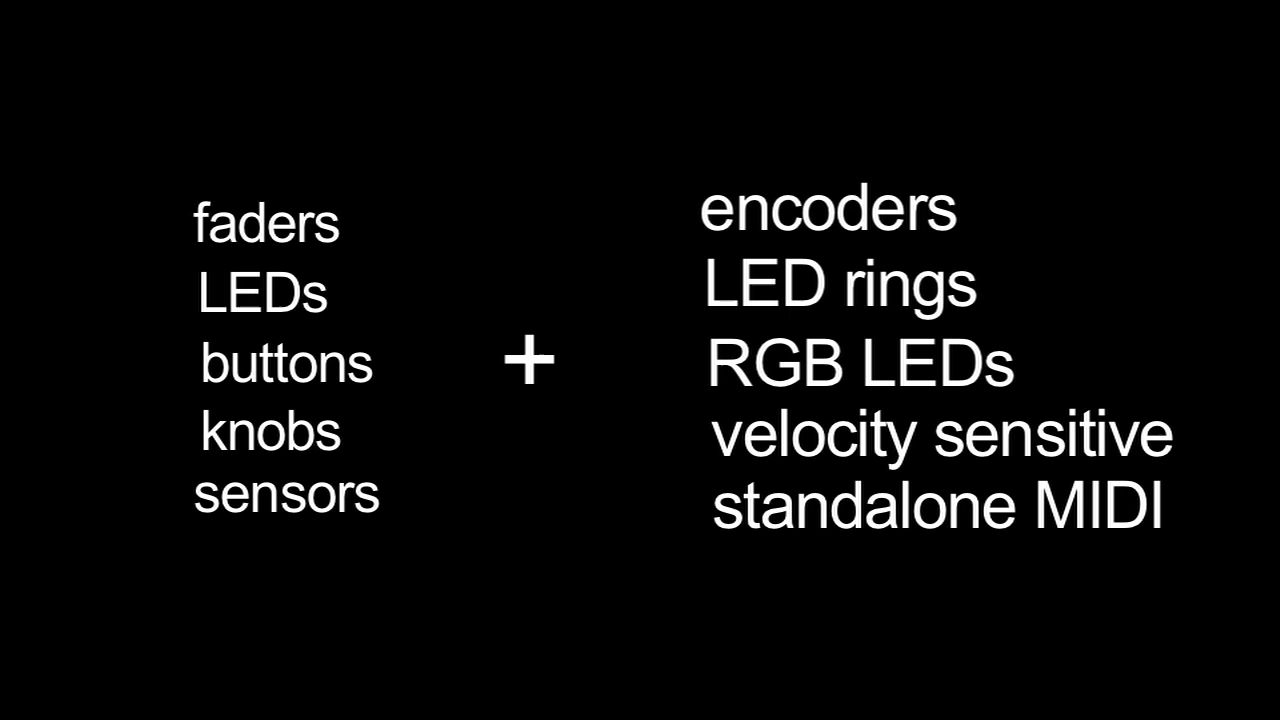 faders
LEDs
buttons
knobs
sensors
+
encoders
LED rings
RGB LEDs
velocity sensitive
standalone MIDI